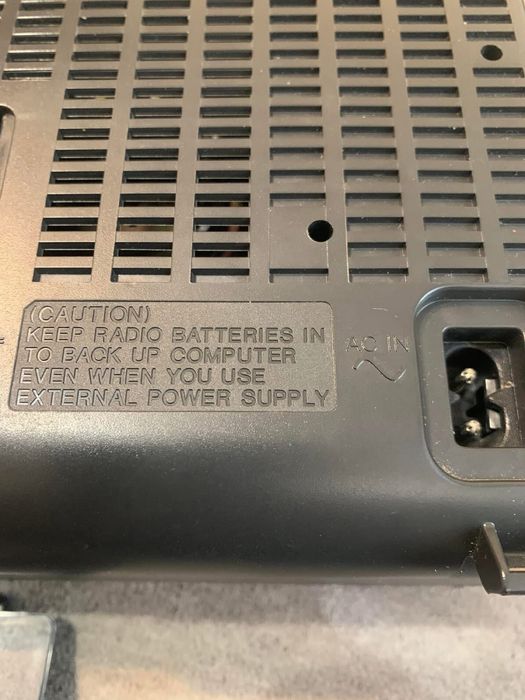 (CAUTION)
KEEP RADIO BATTERIES IN
TO BACK UP COMPUTER
EVEN WHEN YOU USE
EXTERNAL POWER SUPPLY
AC IN